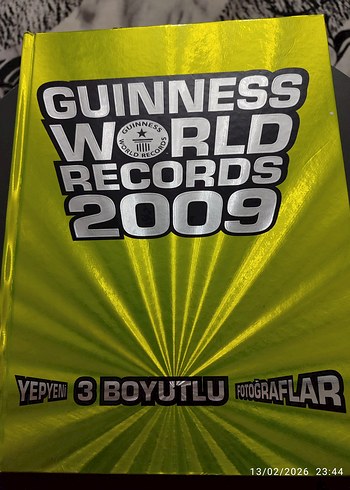 GUINNESS
WORLD
GUINNESS
WORLD RECORDS
RECORDS
2009
YEPYENİ 3 BOYUTLU FOTOĞRAFLAR
13/02/2026 23:44